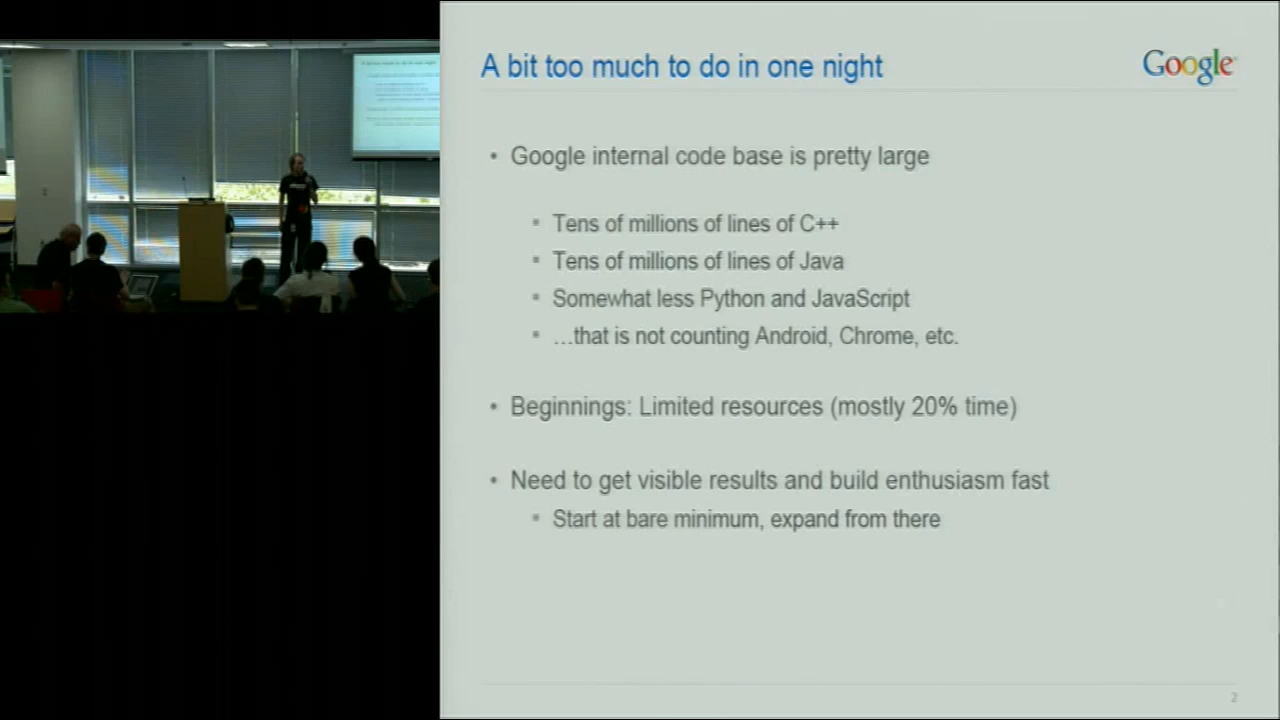 A bit too much to do in one night
Google
• Google internal code base is pretty large
▪ Tens of millions of lines of C++
▪ Tens of millions of lines of Java
▪ Somewhat less Python and JavaScript
▪ …that is not counting Android, Chrome, etc.
• Beginnings: Limited resources (mostly 20% time)
• Need to get visible results and build enthusiasm fast
▪ Start at bare minimum, expand from there
2